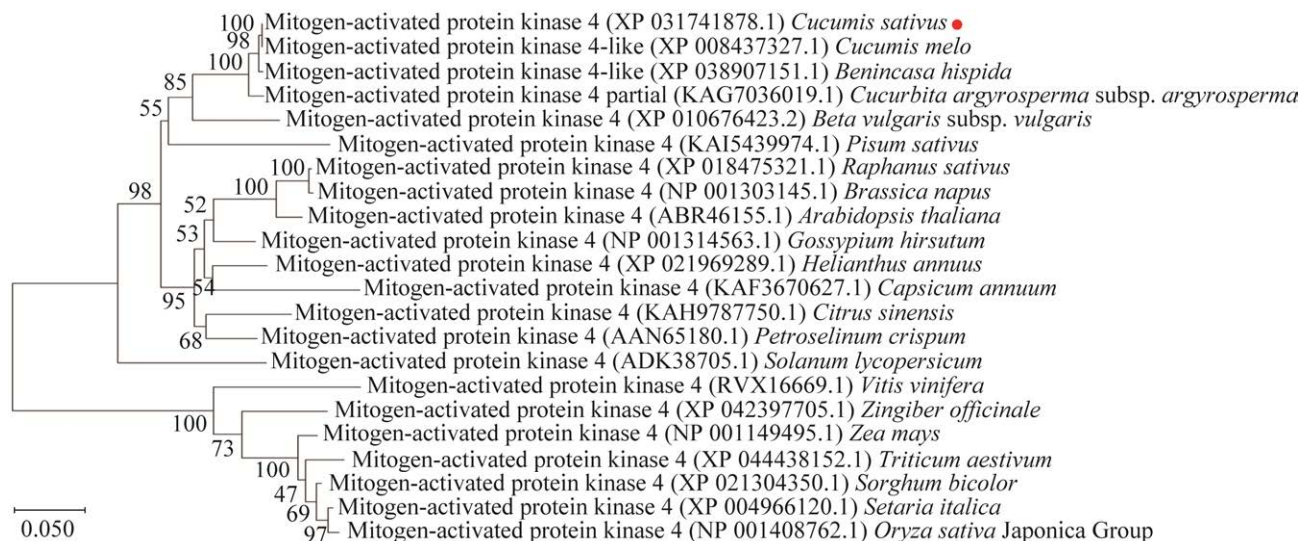 100 Mitogen-activated protein kinase 4 (XP 031741878.1) Cucumis sativus
98 Mitogen-activated protein kinase 4-like (XP 008437327.1) Cucumis melo
100 Mitogen-activated protein kinase 4-like (XP 038907151.1) Benincasa hispida
85 Mitogen-activated protein kinase 4 partial (KAG7036019.1) Cucurbita argyrosperma subsp. argyrosperma
55 Mitogen-activated protein kinase 4 (XP 010676423.2) Beta vulgaris subsp. vulgaris
Mitogen-activated protein kinase 4 (KAI5439974.1) Pisum sativus
100 Mitogen-activated protein kinase 4 (XP 018475321.1) Raphanus sativus
98 100 Mitogen-activated protein kinase 4 (NP 001303145.1) Brassica napus
52 Mitogen-activated protein kinase 4 (ABR46155.1) Arabidopsis thaliana
53 Mitogen-activated protein kinase 4 (NP 001314563.1) Gossypium hirsutum
Mitogen-activated protein kinase 4 (XP 021969289.1) Helianthus annuus
95 54 Mitogen-activated protein kinase 4 (KAF3670627.1) Capsicum annuum
Mitogen-activated protein kinase 4 (KAH9787750.1) Citrus sinensis
68 Mitogen-activated protein kinase 4 (AAN65180.1) Petroselinum crispum
Mitogen-activated protein kinase 4 (ADK38705.1) Solanum lycopersicum
Mitogen-activated protein kinase 4 (RVX16669.1) Vitis vinifera
100 Mitogen-activated protein kinase 4 (XP 042397705.1) Zingiber officinale
73 Mitogen-activated protein kinase 4 (NP 001149495.1) Zea mays
100 Mitogen-activated protein kinase 4 (XP 044438152.1) Triticum aestivum
47 Mitogen-activated protein kinase 4 (XP 021304350.1) Sorghum bicolor
69 Mitogen-activated protein kinase 4 (XP 004966120.1) Setaria italica
0.050 97 Mitogen-activated protein kinase 4 (NP 001408762.1) Oryza sativa Japonica Group